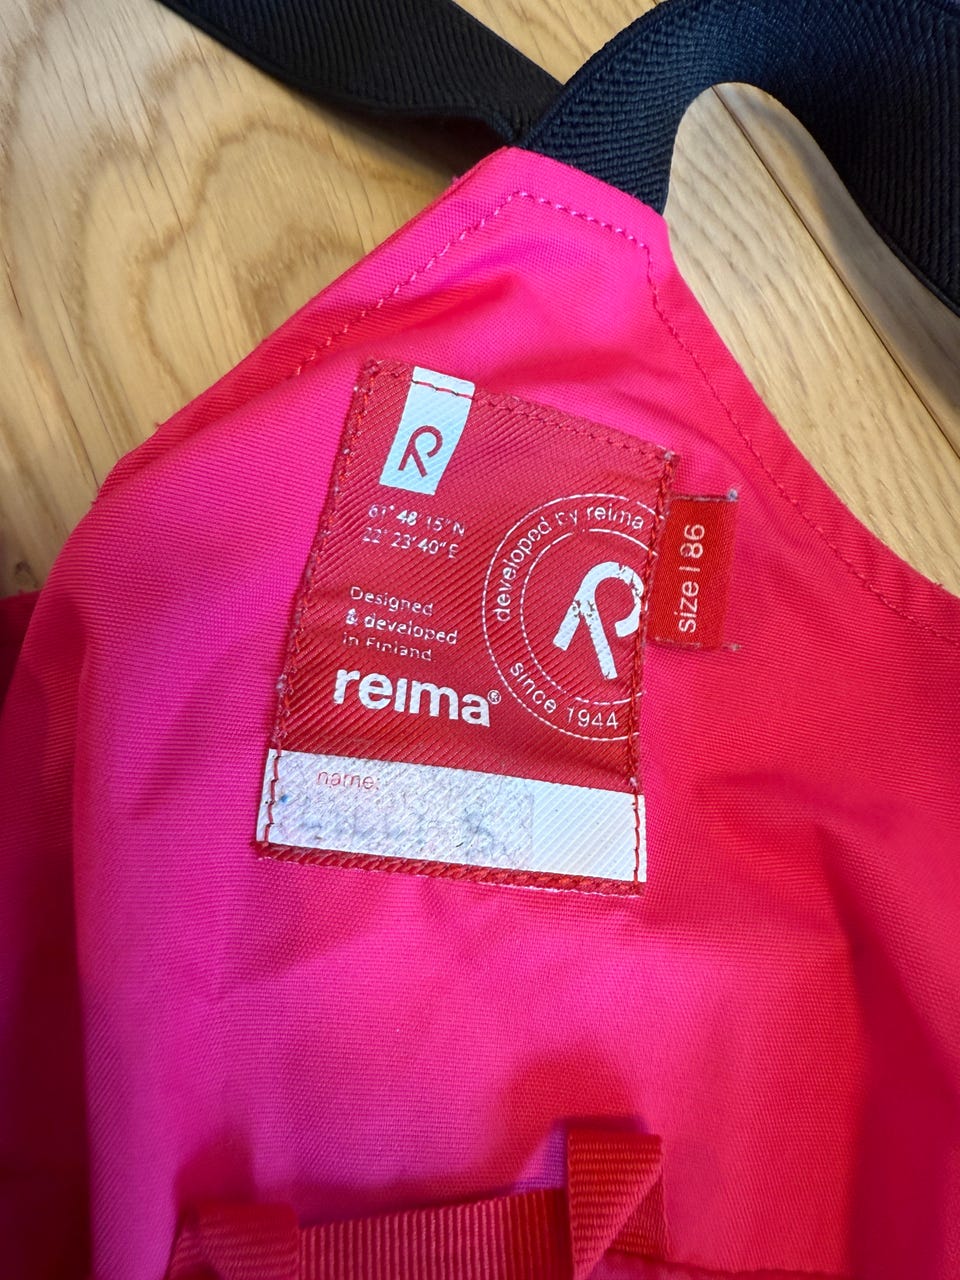 61° 48' 15" N
22° 23' 40" E
Designed
& developed
in Finland
reima®
developed by reima
since 1944
size | 86
name: